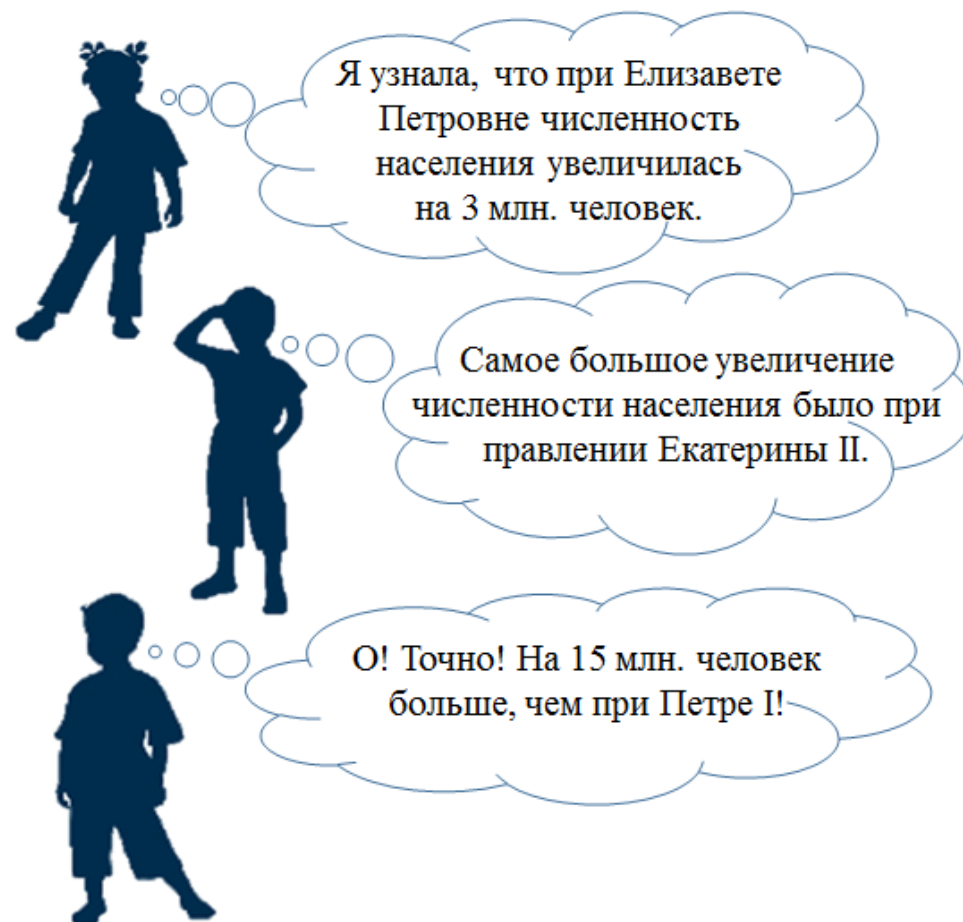 Я узнала, что при Елизавете
Петровне численность
населения увеличилась
на 3 млн. человек.
Самое большое увеличение
численности населения было при
правлении Екатерины II.
О! Точно! На 15 млн. человек
больше, чем при Петре I!